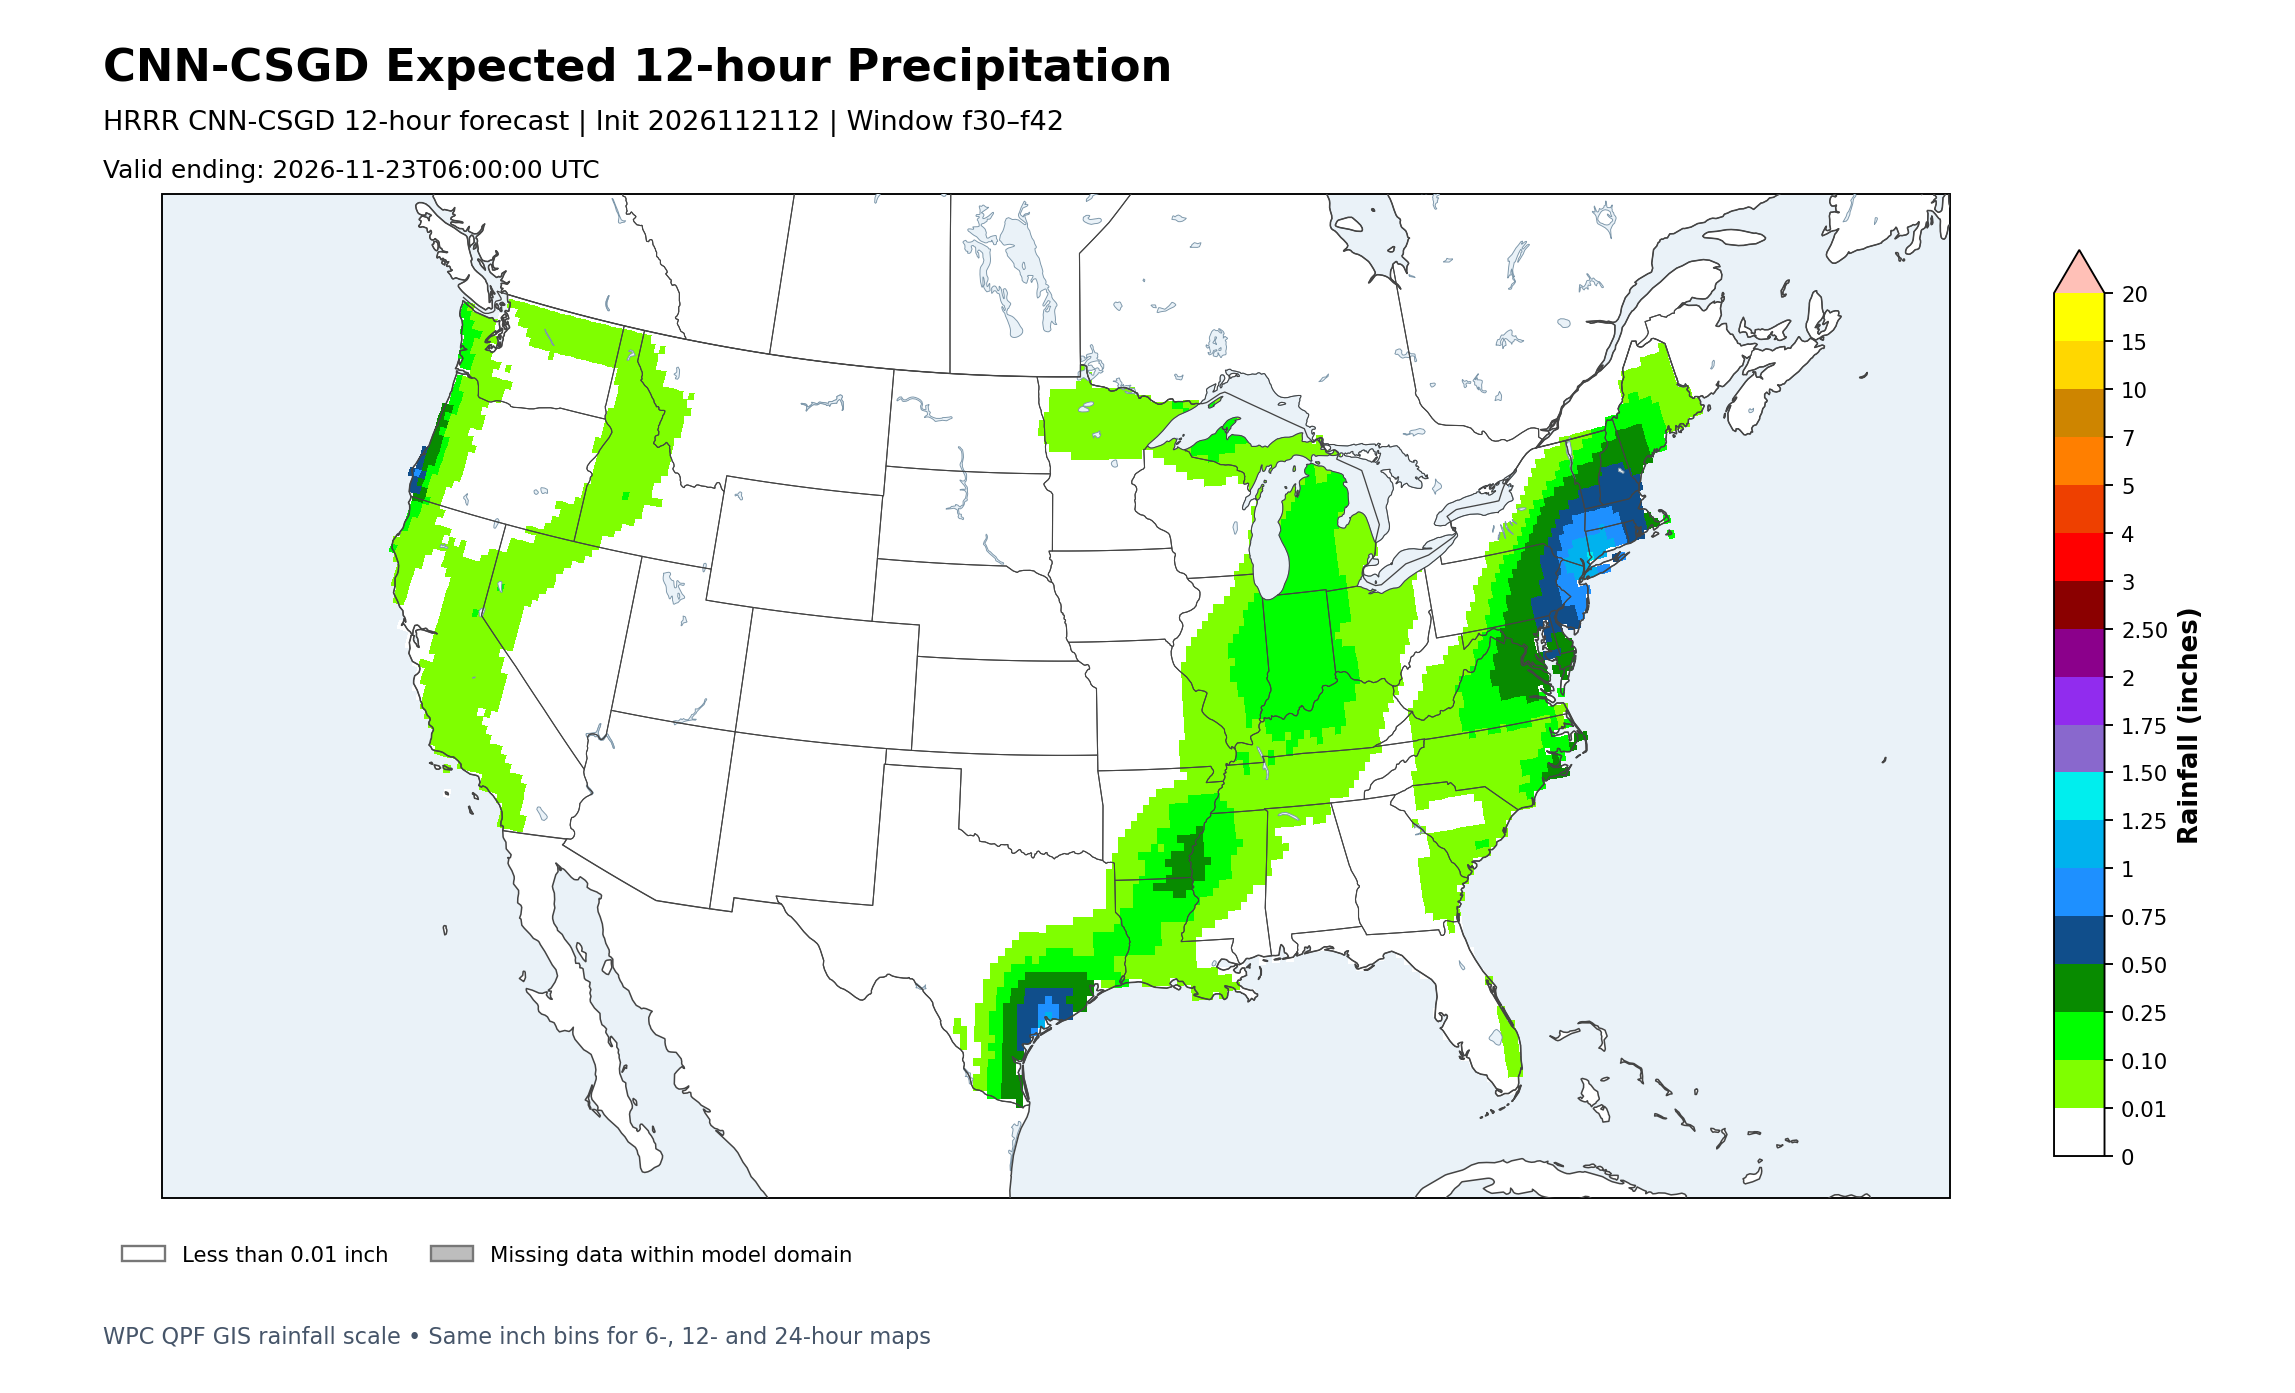 CNN-CSGD Expected 12-hour Precipitation
HRRR CNN-CSGD 12-hour forecast | Init 2026112112 | Window f30–f42
Valid ending: 2026-11-23T06:00:00 UTC
20
15
10
7
5
4
3
2.50
2
1.75
1.50
1.25
1
0.75
0.50
0.25
0.10
0.01
0
Rainfall (inches)
Less than 0.01 inch
Missing data within model domain
WPC QPF GIS rainfall scale • Same inch bins for 6-, 12- and 24-hour maps